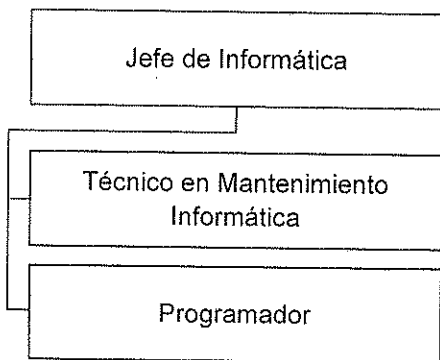 Jefe de Informática
Técnico en Mantenimiento
Informática
Programador